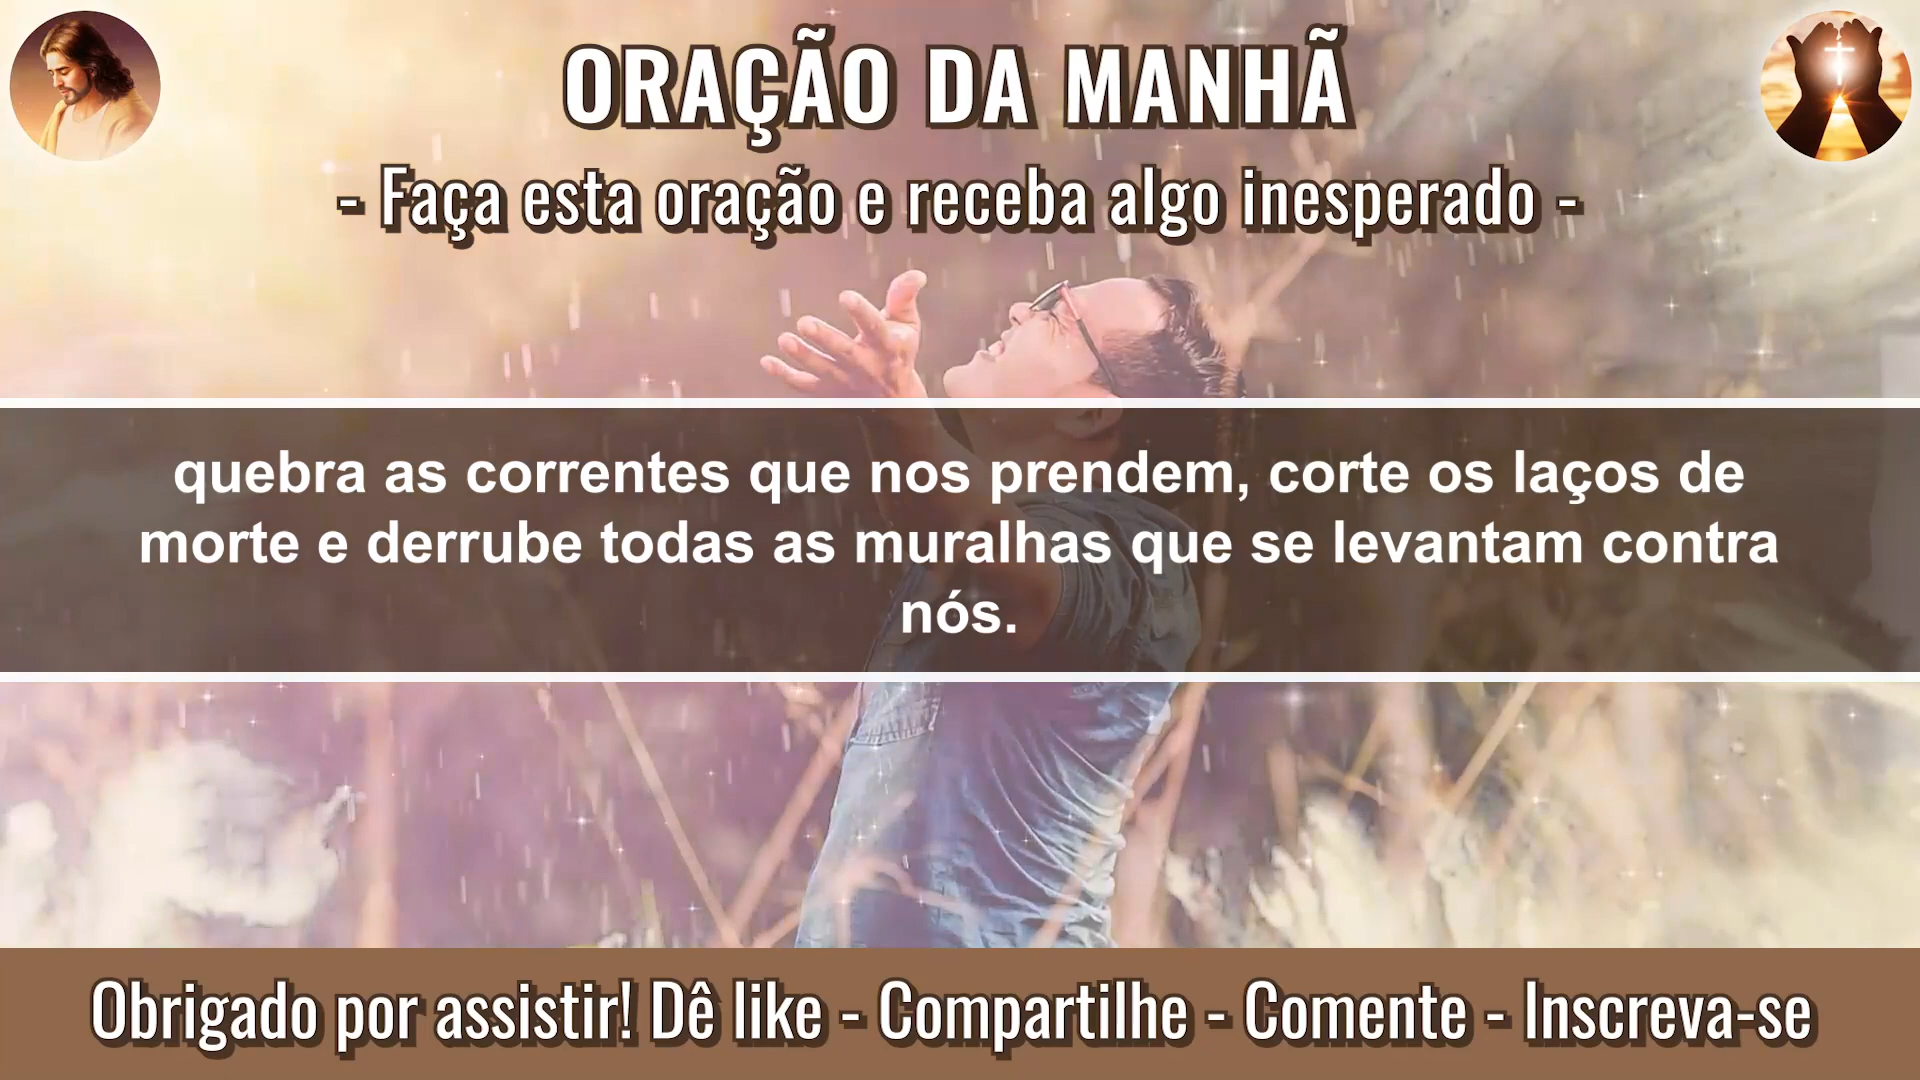 ORAÇÃO DA MANHÃ
- Faça esta oração e receba algo inesperado -
quebra as correntes que nos prendem, corte os laços de
morte e derrube todas as muralhas que se levantam contra
nós.
Obrigado por assistir! Dê like - Compartilhe - Comente - Inscreva-se